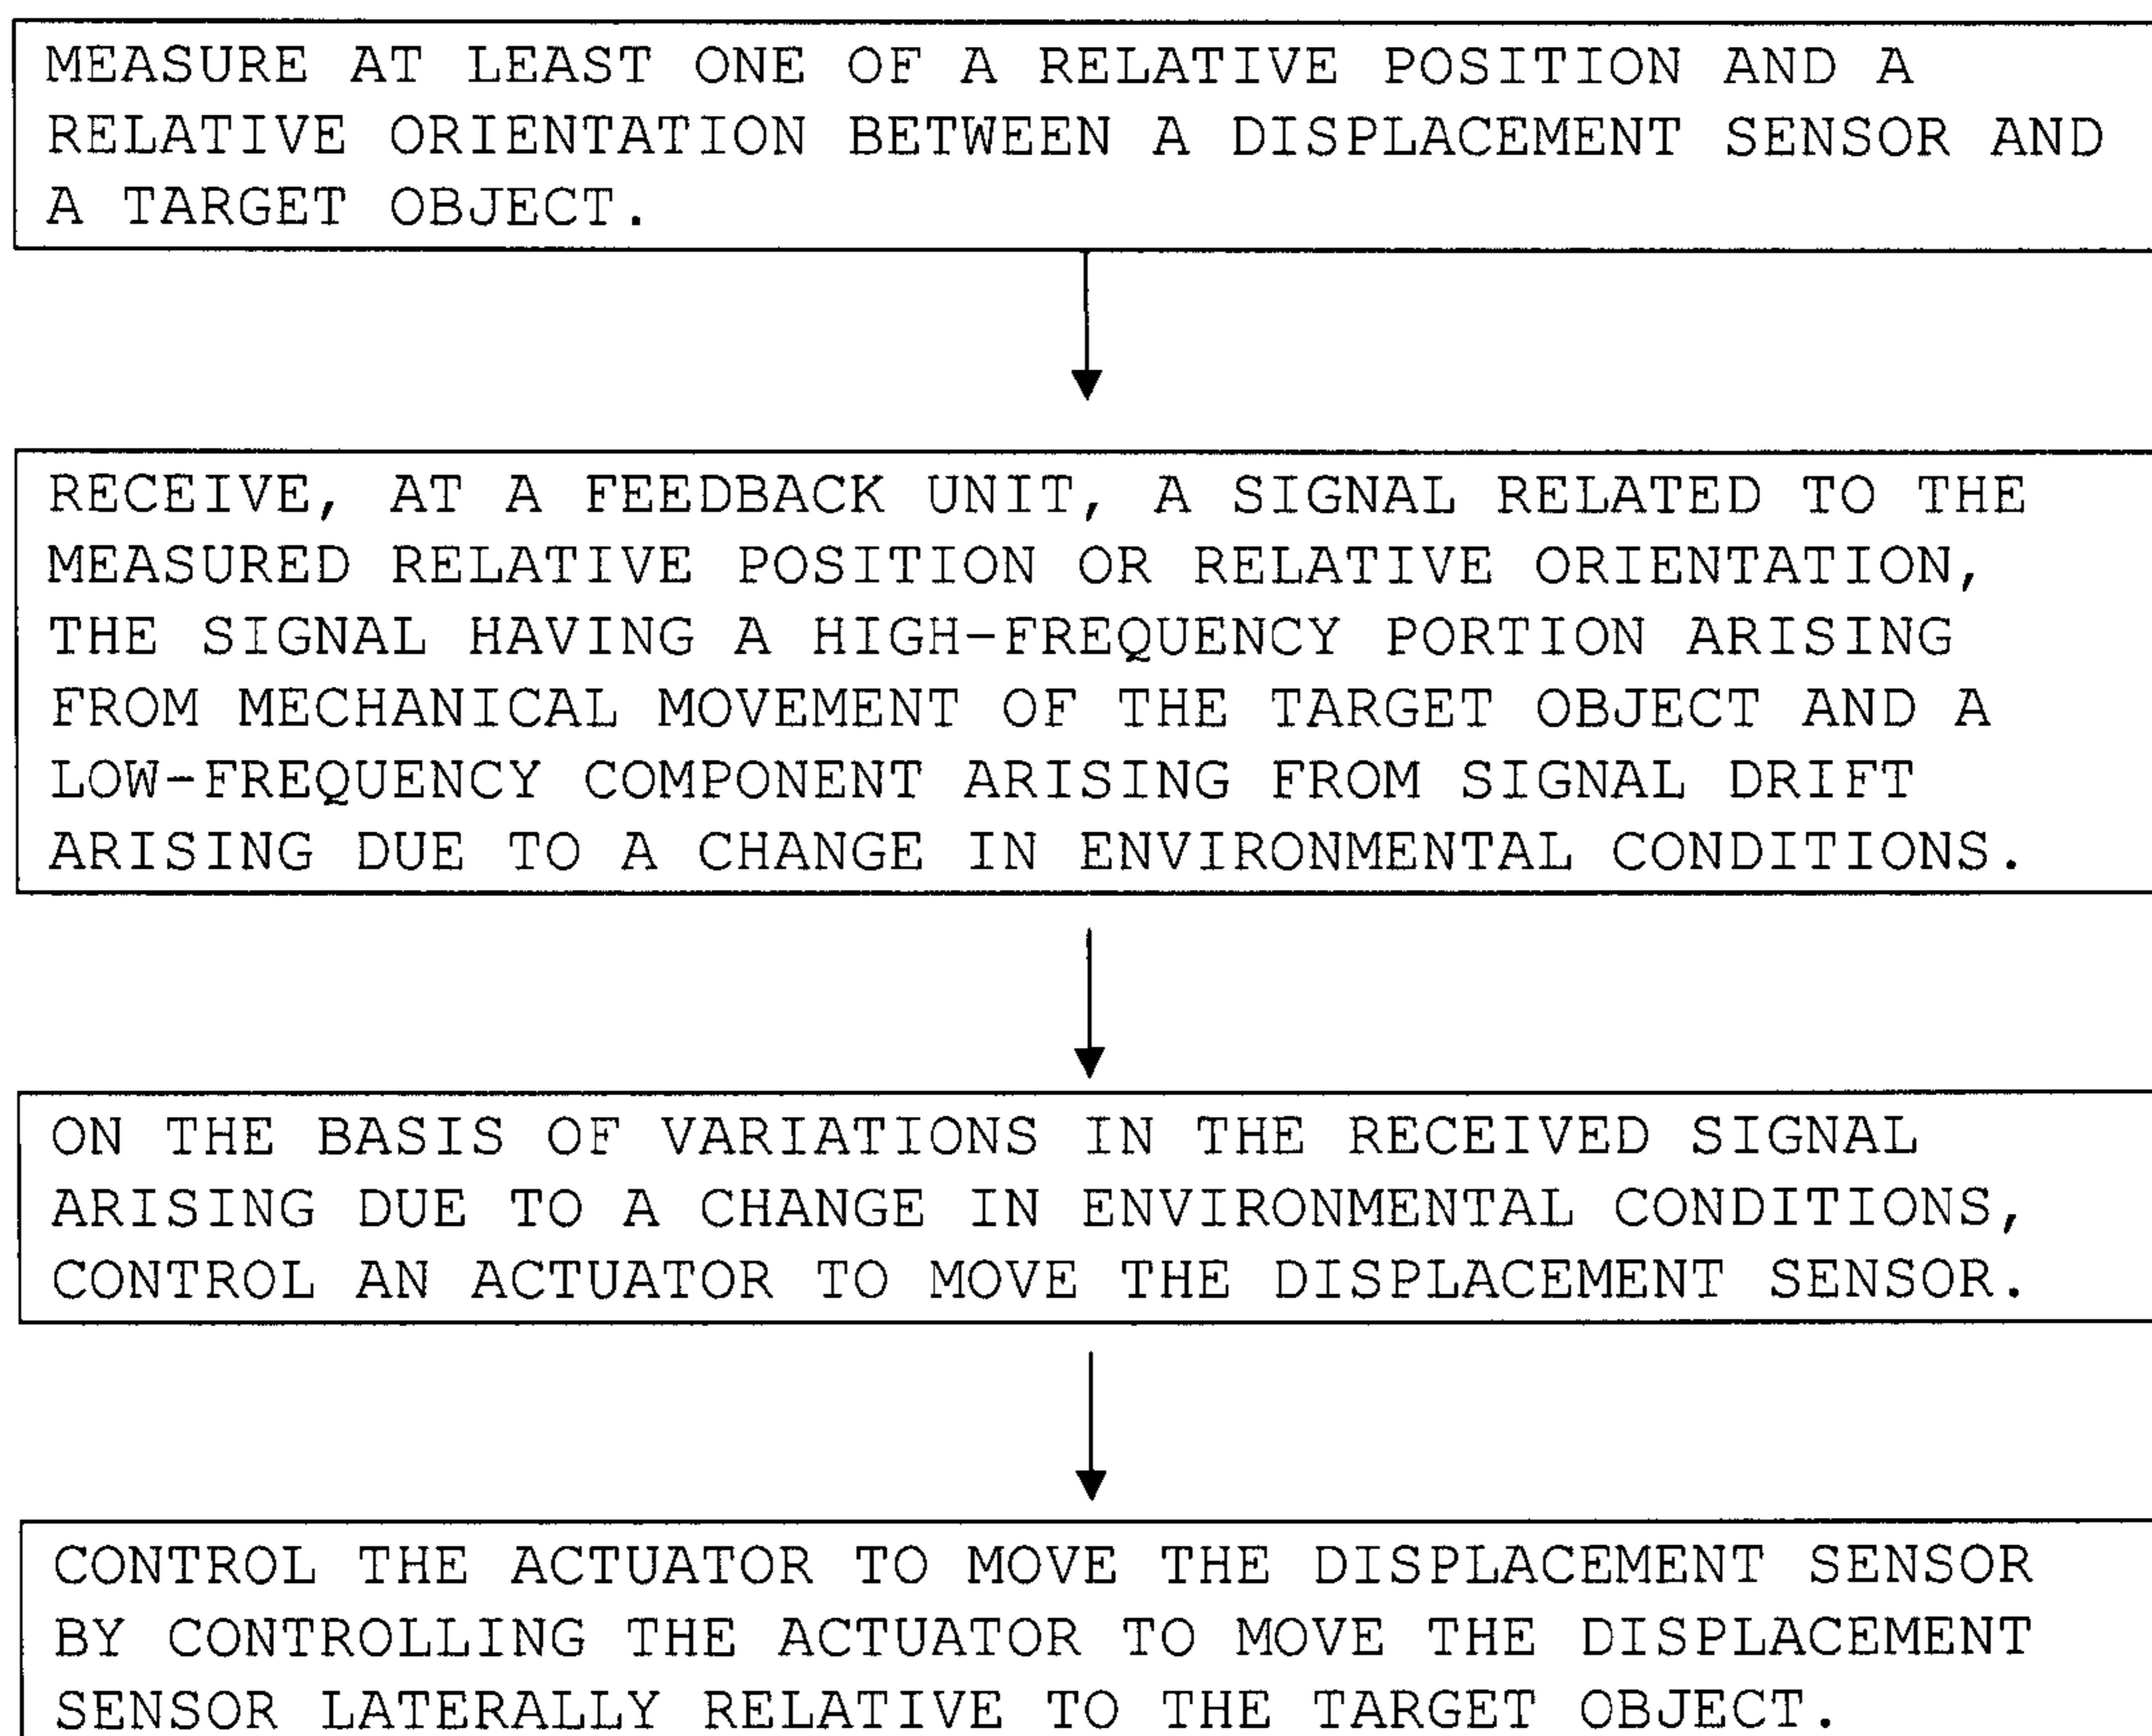 MEASURE AT LEAST ONE OF A RELATIVE POSITION AND A
RELATIVE ORIENTATION BETWEEN A DISPLACEMENT SENSOR AND
A TARGET OBJECT.
RECEIVE, AT A FEEDBACK UNIT, A SIGNAL RELATED TO THE
MEASURED RELATIVE POSITION OR RELATIVE ORIENTATION,
THE SIGNAL HAVING A HIGH-FREQUENCY PORTION ARISING
FROM MECHANICAL MOVEMENT OF THE TARGET OBJECT AND A
LOW-FREQUENCY COMPONENT ARISING FROM SIGNAL DRIFT
ARISING DUE TO A CHANGE IN ENVIRONMENTAL CONDITIONS.
ON THE BASIS OF VARIATIONS IN THE RECEIVED SIGNAL
ARISING DUE TO A CHANGE IN ENVIRONMENTAL CONDITIONS,
CONTROL AN ACTUATOR TO MOVE THE DISPLACEMENT SENSOR.
CONTROL THE ACTUATOR TO MOVE THE DISPLACEMENT SENSOR
BY CONTROLLING THE ACTUATOR TO MOVE THE DISPLACEMENT
SENSOR LATERALLY RELATIVE TO THE TARGET OBJECT.